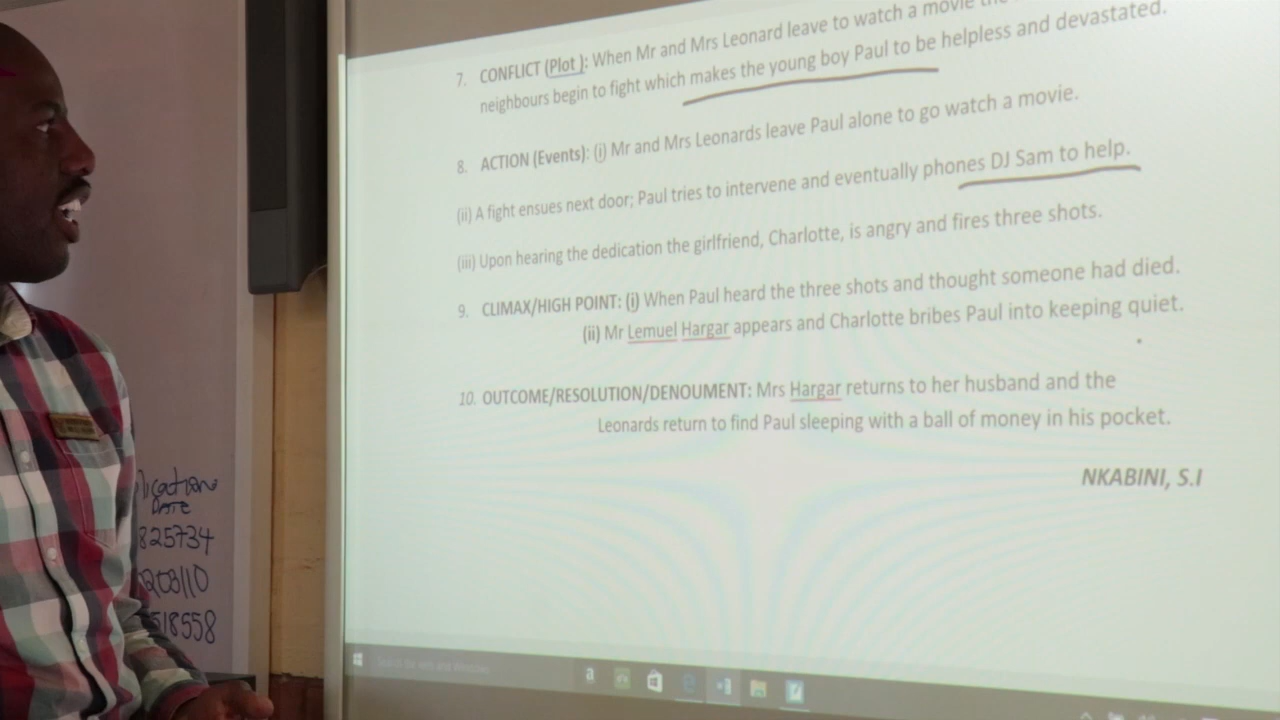 7. CONFLICT (Plot ): When Mr and Mrs Leonard leave to watch a movie
neighbours begin to fight which makes the young boy Paul to be helpless and devastated.
8. ACTION (Events): (i) Mr and Mrs Leonards leave Paul alone to go watch a movie.
(ii) A fight ensues next door; Paul tries to intervene and eventually phones DJ Sam to help.
(iii) Upon hearing the dedication the girlfriend, Charlotte, is angry and fires three shots.
9. CLIMAX/HIGH POINT: (i) When Paul heard the three shots and thought someone had died.
(ii) Mr Lemuel Hargar appears and Charlotte bribes Paul into keeping quiet.
10. OUTCOME/RESOLUTION/DENOUMENT: Mrs Hargar returns to her husband and the
Leonards return to find Paul sleeping with a ball of money in his pocket.
NKABINI, S.I
825734
203110
518558